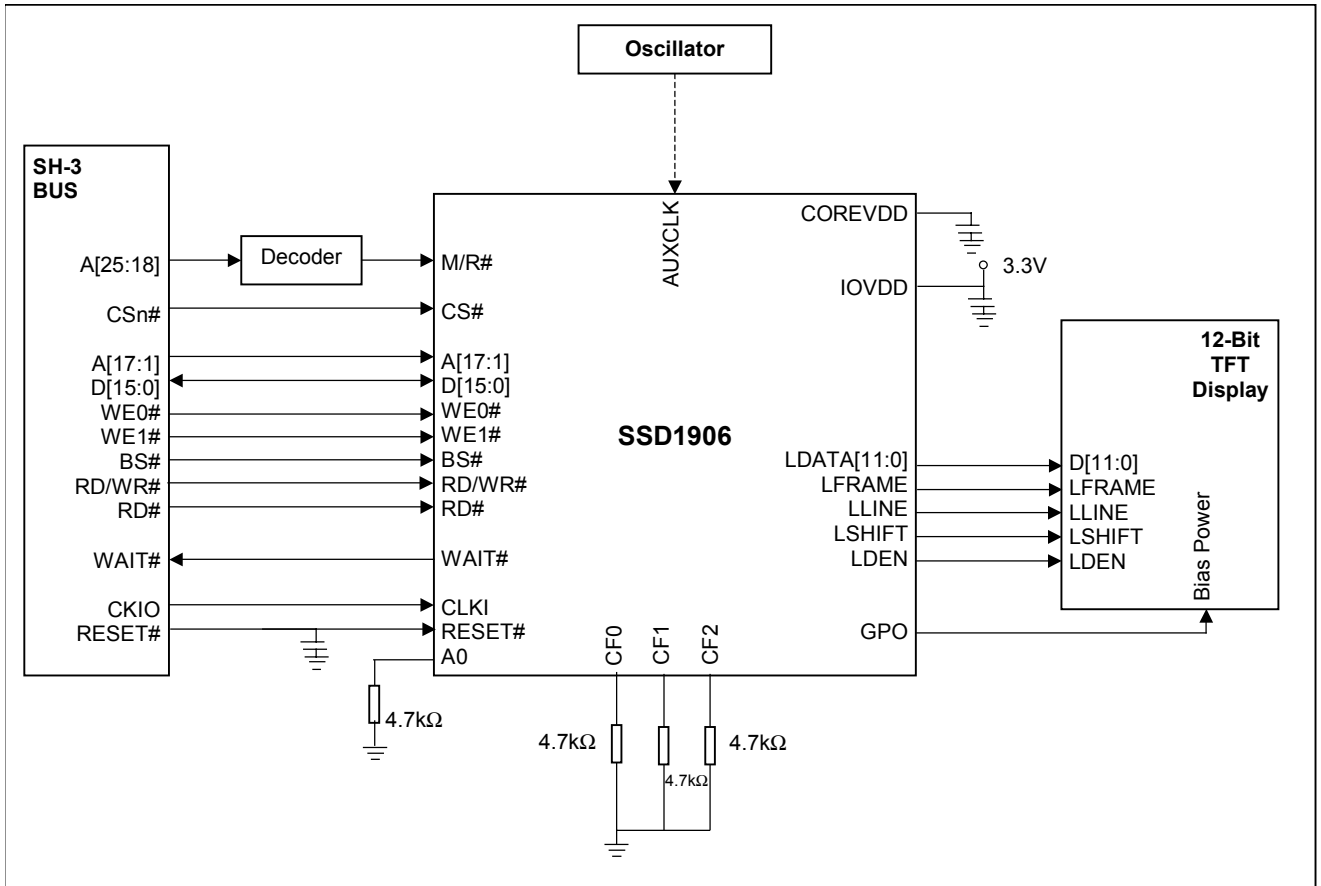 Oscillator
SH-3
BUS
A[25:18]
CSn#
A[17:1]
D[15:0]
WE0#
WE1#
BS#
RD/WR#
RD#
WAIT#
CKIO
RESET#
Decoder
M/R#
CS#
A[17:1]
D[15:0]
WE0#
WE1#
BS#
RD/WR#
RD#
WAIT#
CLKI
RESET#
A0
4.7kΩ
AUXCLK
SSD1906
CF0
CF1
CF2
4.7kΩ
4.7kΩ
4.7kΩ
COREVDD
IOVDD
3.3V
LDATA[11:0]
LFRAME
LLINE
LSHIFT
LDEN
GPO
12-Bit
TFT
Display
D[11:0]
LFRAME
LLINE
LSHIFT
LDEN
Bias Power